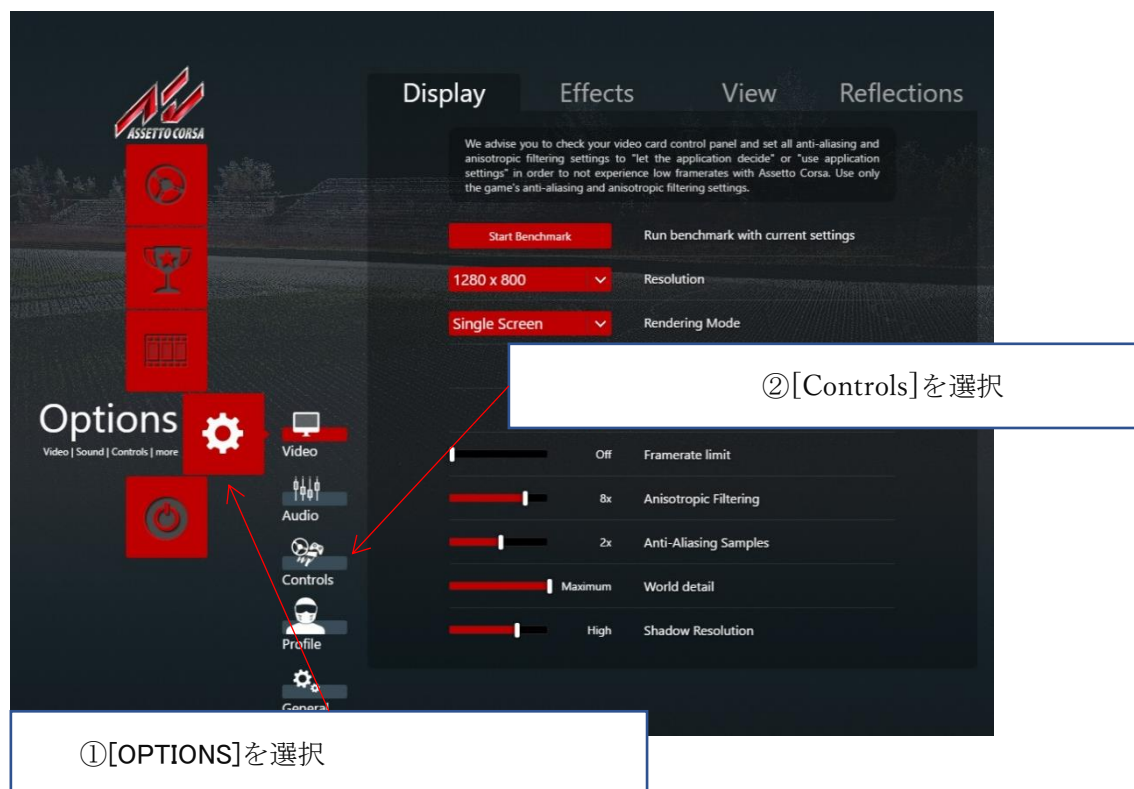 ASSETTO CORSA
Display Effects View Reflections
We advise you to check your video card control panel and set all anti-aliasing and
anisotropic filtering settings to "let the application decide" or "use application
settings" in order to not experience low framerates with Assetto Corsa. Use only
the game's anti-aliasing and anisotropic filtering settings.
Start Benchmark Run benchmark with current settings
1280 x 800 Resolution
Single Screen Rendering Mode
②[Controls]を選択
Options
Video | Sound | Controls | more
Video
Audio
Controls
Profile
General
Off Framerate limit
8x Anisotropic Filtering
2x Anti-Aliasing Samples
Maximum World detail
High Shadow Resolution
①[OPTIONS]を選択